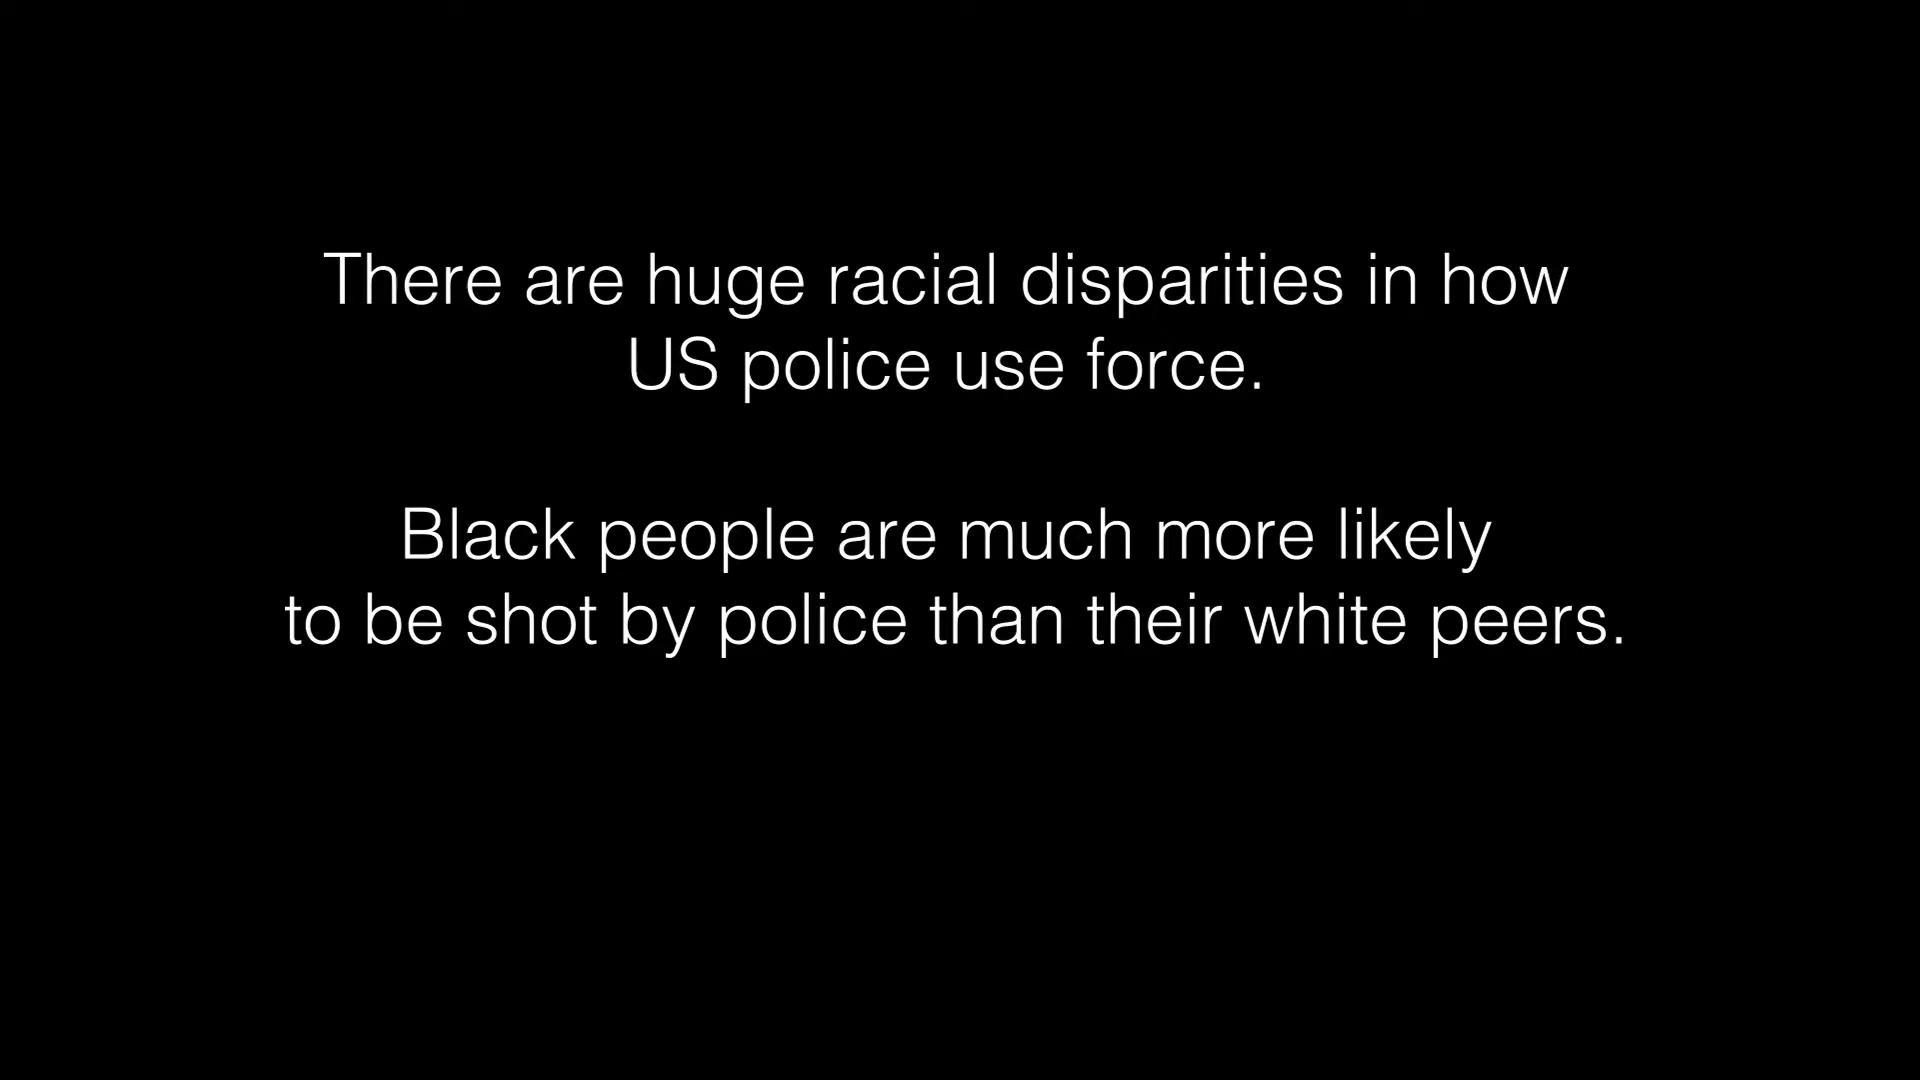 There are huge racial disparities in how
US police use force.
Black people are much more likely
to be shot by police than their white peers.